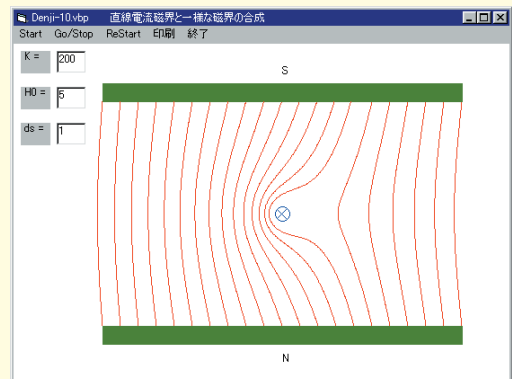 Denji-10.vbp 直線電流磁界と一様な磁界の合成
Start Go/Stop ReStart 印刷 終了
K = 200
S
H0 = 5
ds = 1
N